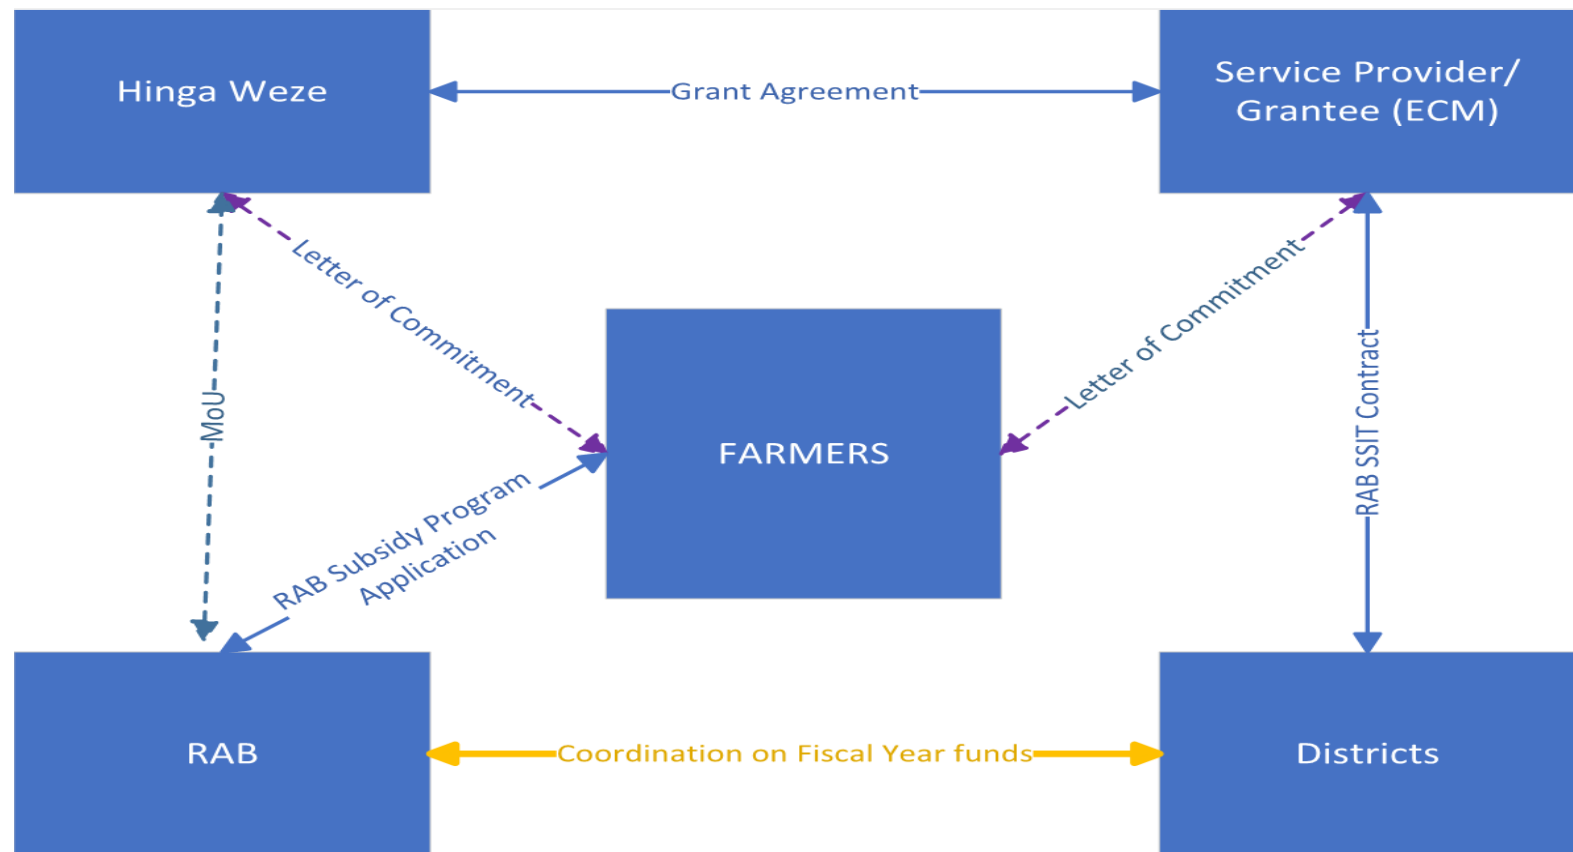 Hinga Weze
Grant Agreement
Service Provider/
Grantee (ECM)
Letter of Commitment
Letter of Commitment
MoU
FARMERS
RAB SSIT Contract
RAB Subsidy Program
Application
RAB
Coordination on Fiscal Year funds
Districts